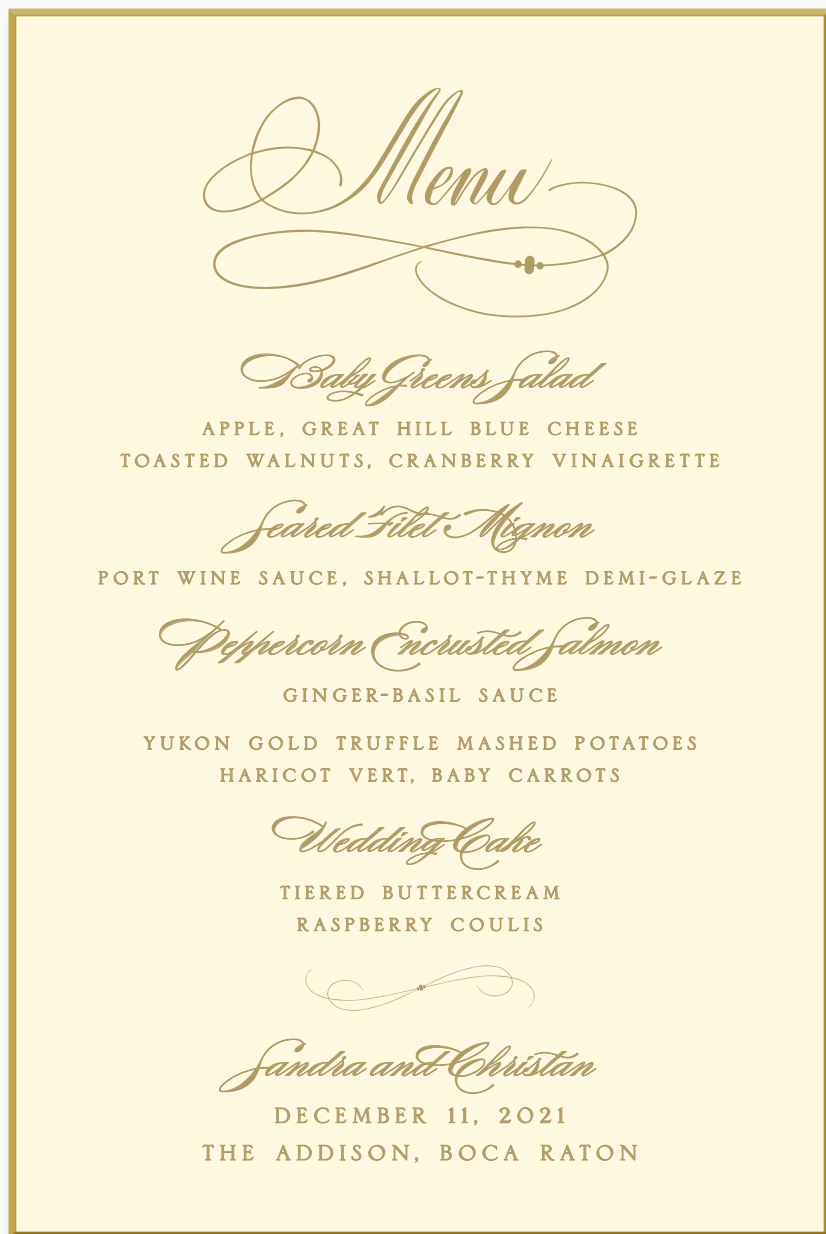 Menu
Baby Greens Salad
APPLE, GREAT HILL BLUE CHEESE
TOASTED WALNUTS, CRANBERRY VINAIGRETTE
Seared Filet Mignon
PORT WINE SAUCE, SHALLOT-THYME DEMI-GLAZE
Peppercorn Encrusted Salmon
GINGER-BASIL SAUCE
YUKON GOLD TRUFFLE MASHED POTATOES
HARICOT VERT, BABY CARROTS
Wedding Cake
TIERED BUTTERCREAM
RASPBERRY COULIS
Sandra and Christan
DECEMBER 11, 2021
THE ADDISON, BOCA RATON